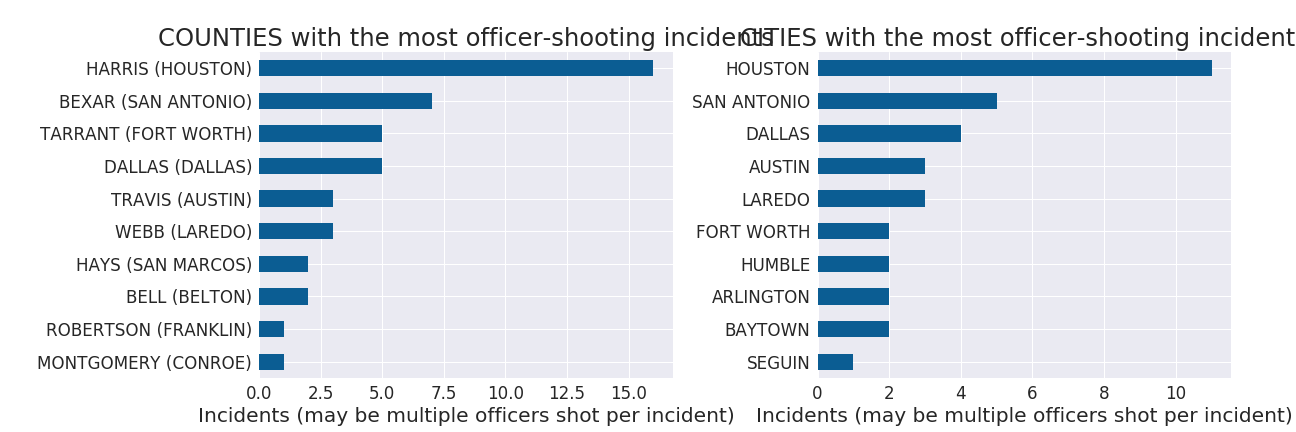 COUNTIES with the most officer-shooting incidents
HARRIS (HOUSTON)
BEXAR (SAN ANTONIO)
TARRANT (FORT WORTH)
DALLAS (DALLAS)
TRAVIS (AUSTIN)
WEBB (LAREDO)
HAYS (SAN MARCOS)
BELL (BELTON)
ROBERTSON (FRANKLIN)
MONTGOMERY (CONROE)
0.0 2.5 5.0 7.5 10.0 12.5 15.0
Incidents (may be multiple officers shot per incident)
CITIES with the most officer-shooting incident
HOUSTON
SAN ANTONIO
DALLAS
AUSTIN
LAREDO
FORT WORTH
HUMBLE
ARLINGTON
BAYTOWN
SEGUIN
0 2 4 6 8 10
Incidents (may be multiple officers shot per incident)